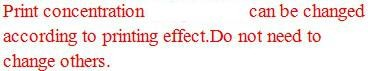 Print concentration can be changed
according to printing effect.Do not need to
change others.